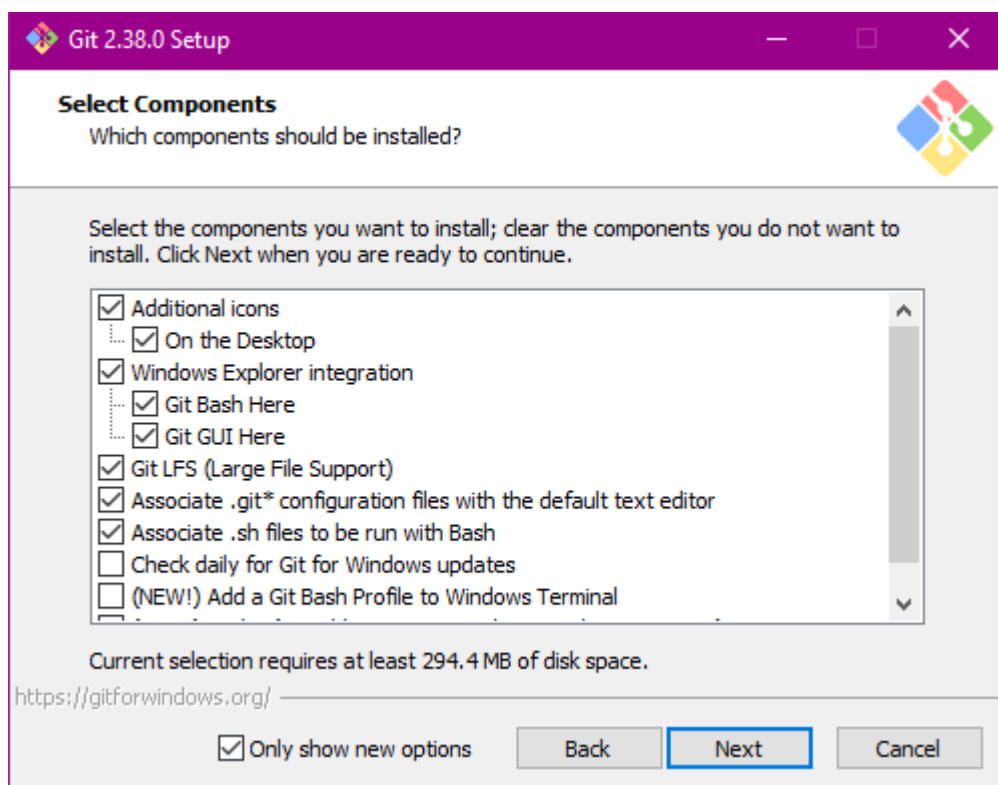 Git 2.38.0 Setup
Select Components
Which components should be installed?
Select the components you want to install; clear the components you do not want to
install. Click Next when you are ready to continue.
Additional icons
On the Desktop
Windows Explorer integration
Git Bash Here
Git GUI Here
Git LFS (Large File Support)
Associate .git* configuration files with the default text editor
Associate .sh files to be run with Bash
Check daily for Git for Windows updates
(NEW!) Add a Git Bash Profile to Windows Terminal
Current selection requires at least 294.4 MB of disk space.
https://gitforwindows.org/
Only show new options
Back
Next
Cancel